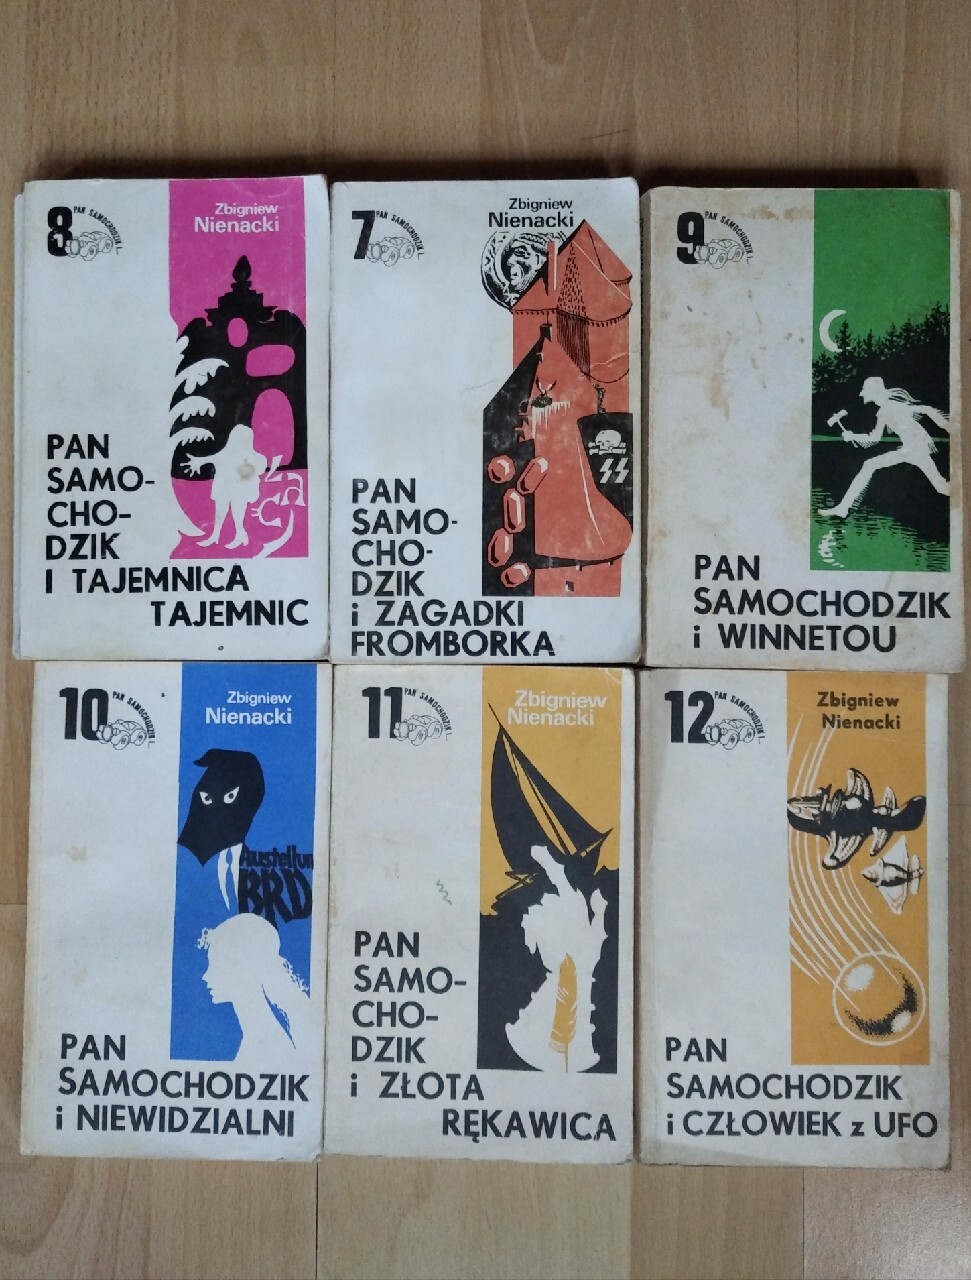 8
PAN SAMOCHODZIK I...
Zbigniew
Nienacki
PAN
SAMO-
CHO-
DZIK
I TAJEMNICA
TAJEMNIC
7
PAN SAMOCHODZIK I...
Zbigniew
Nienacki
PAN
SAMO-
CHO-
DZIK
i ZAGADKI
FROMBORKA
9
PAN SAMOCHODZIK I...
PAN
SAMOCHODZIK
i WINNETOU
10
PAN SAMOCHODZIK I...
Zbigniew
Nienacki
Austellun
BRD
PAN
SAMOCHODZIK
i NIEWIDZIALNI
11
PAN SAMOCHODZIK I...
Zbigniew
Nienacki
PAN
SAMO-
CHO-
DZIK
i ZŁOTA
RĘKAWICA
12
PAN SAMOCHODZIK I...
Zbigniew
Nienacki
PAN
SAMOCHODZIK
i CZŁOWIEK z UFO